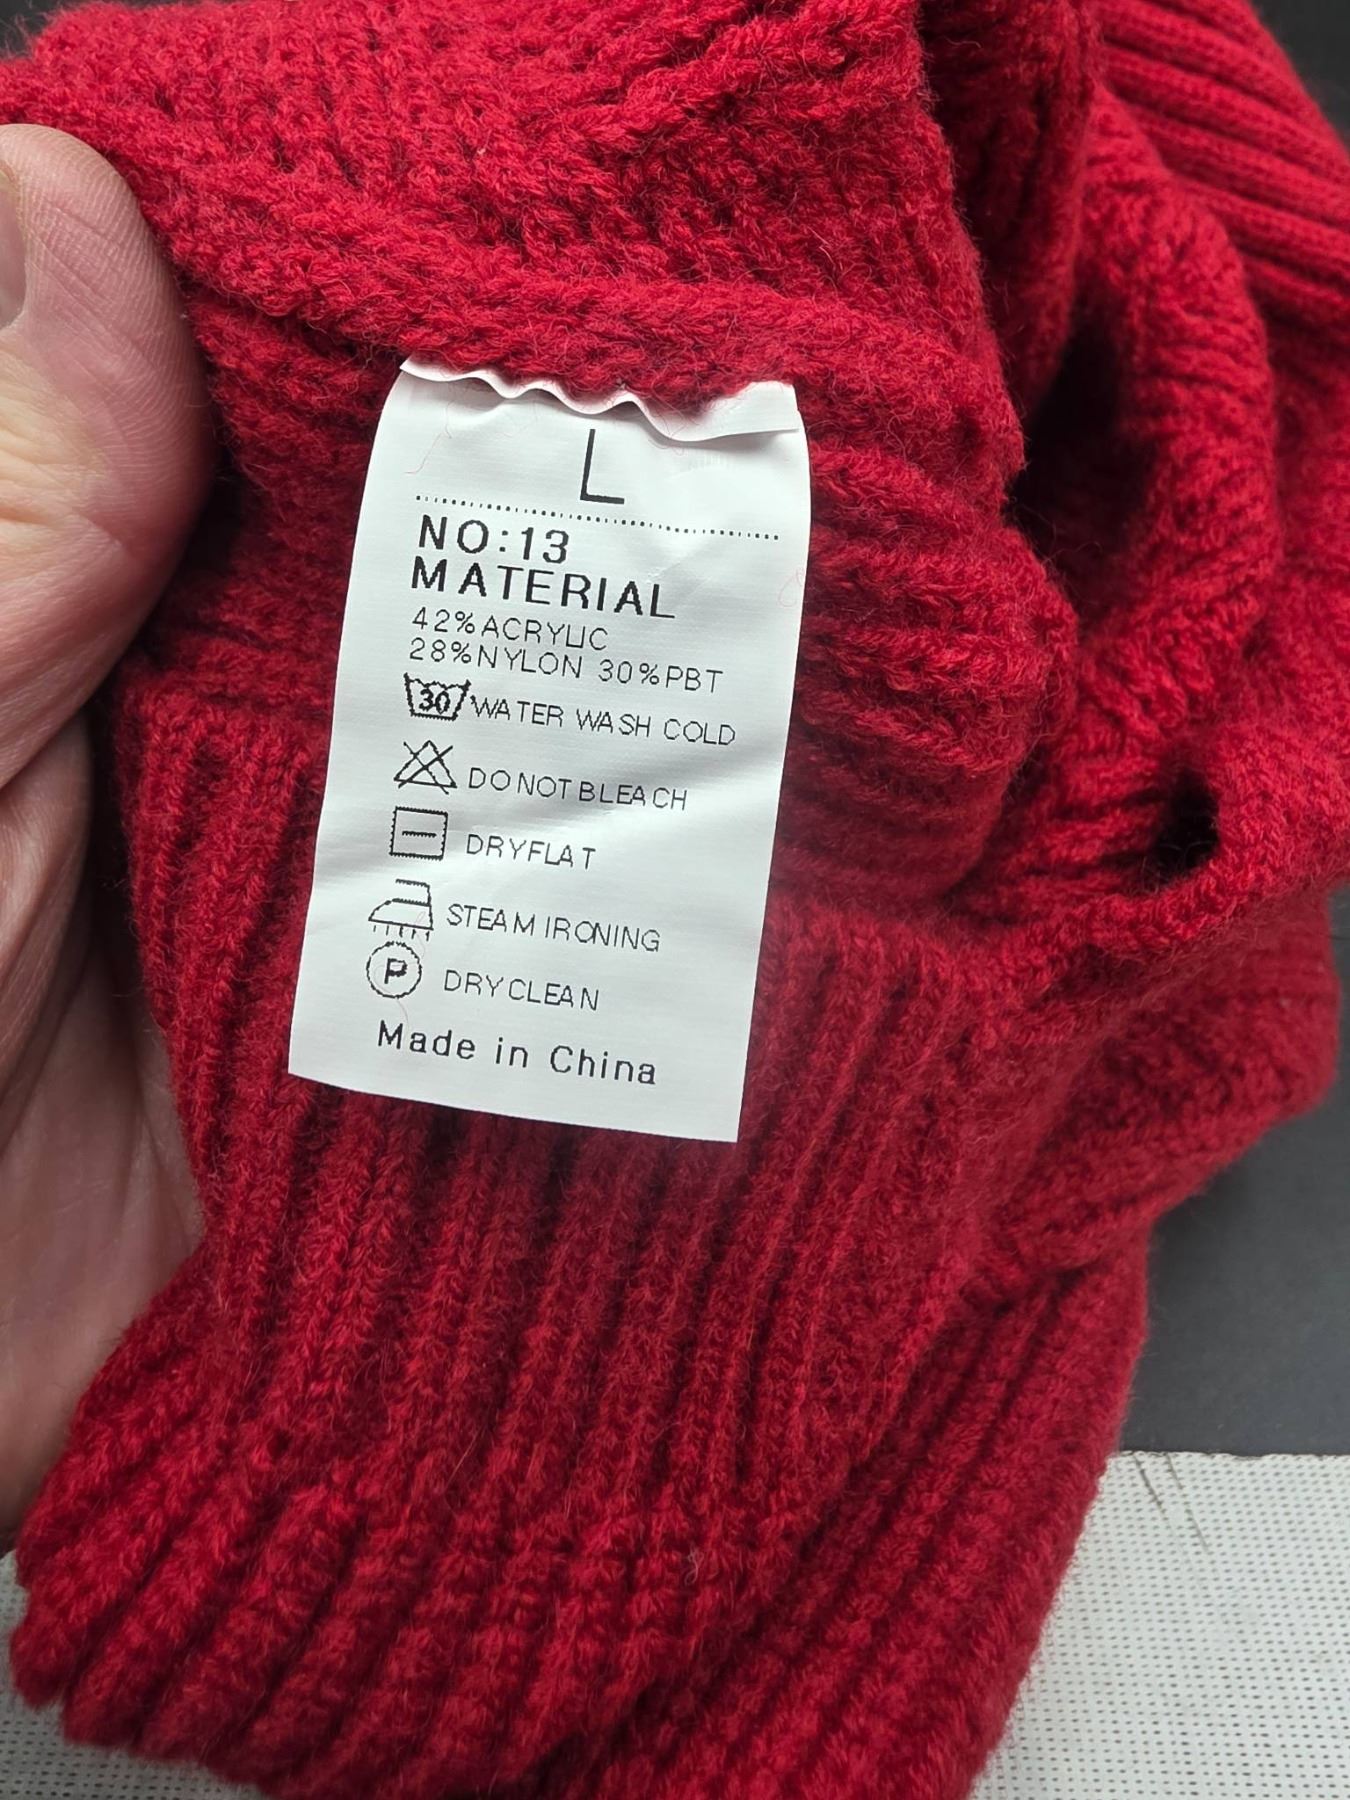 L
NO:13
MATERIAL
42%ACRYLIC
28%NYLON 30%PBT
30 WATER WASH COLD
DO NOT BLEACH
DRYFLAT
STEAM IRONING
P DRYCLEAN
Made in China